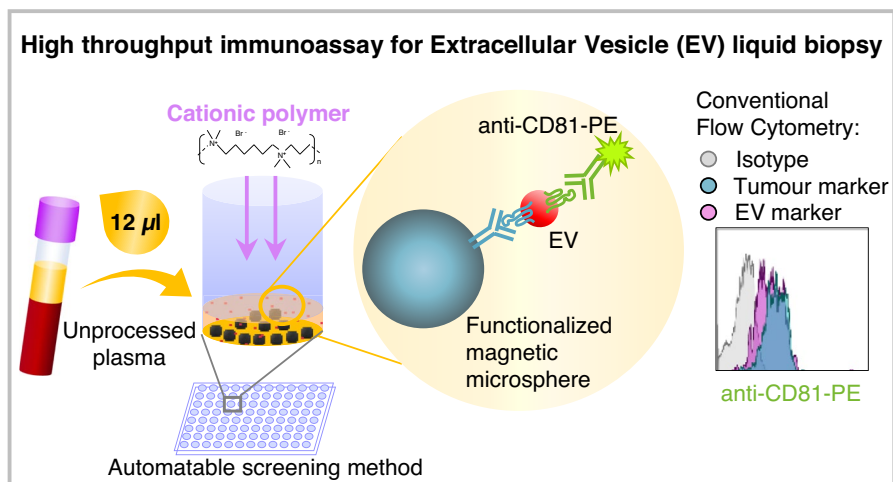 High throughput immunoassay for Extracellular Vesicle (EV) liquid biopsy
Cationic polymer
Br⁻ Br⁻
N⁺
N⁺
n
12 µl
Unprocessed
plasma
Automatable screening method
anti-CD81-PE
EV
Functionalized
magnetic
microsphere
Conventional
Flow Cytometry:
Isotype
Tumour marker
EV marker
anti-CD81-PE